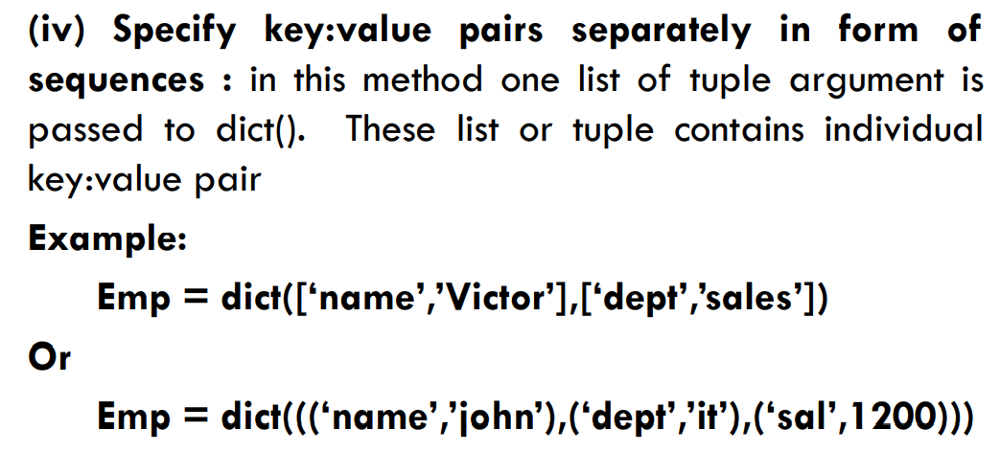 (iv) Specify key:value pairs separately in form of
sequences : in this method one list of tuple argument is
passed to dict(). These list or tuple contains individual
key:value pair
Example:
Emp = dict([‘name’,’Victor’],[‘dept’,’sales’])
Or
Emp = dict(((‘name’,’john’),(‘dept’,’it’),(‘sal’,1200)))